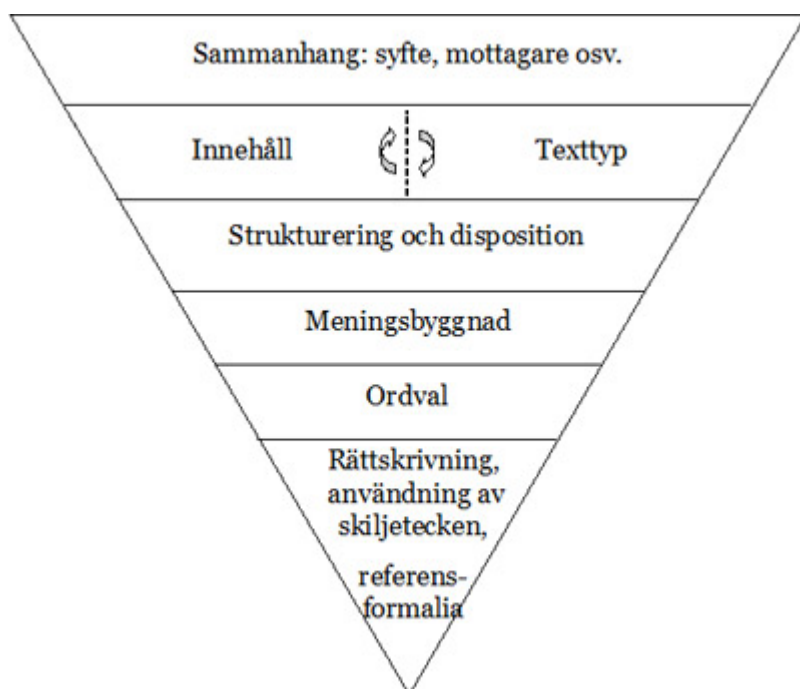 Sammanhang: syfte, mottagare osv.
Innehåll
Texttyp
Strukturering och disposition
Meningsbyggnad
Ordval
Rättskrivning,
användning av
skiljetecken,
referens-
formalia